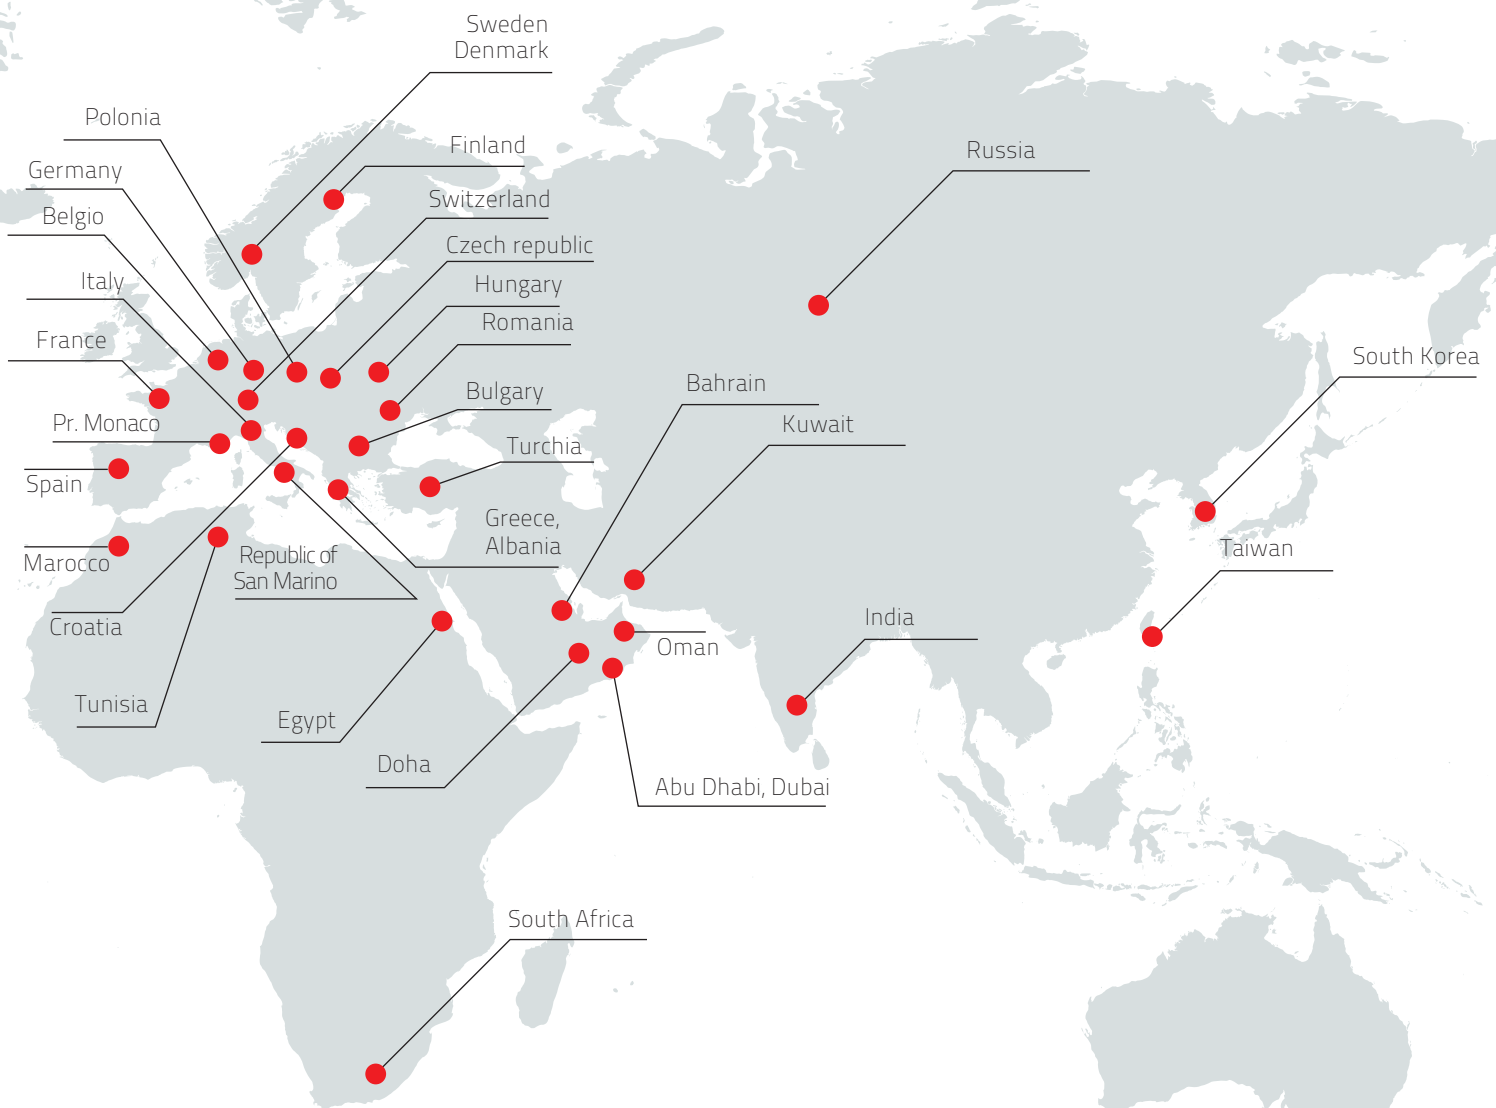 Sweden
Denmark
Polonia
Finland
Russia
Germany
Switzerland
Belgio
Czech republic
Italy
Hungary
Romania
France
South Korea
Bahrain
Bulgary
Pr. Monaco
Kuwait
Turchia
Spain
Greece,
Albania
Taiwan
Republic of
San Marino
Marocco
India
Croatia
Oman
Tunisia
Egypt
Doha
Abu Dhabi, Dubai
South Africa